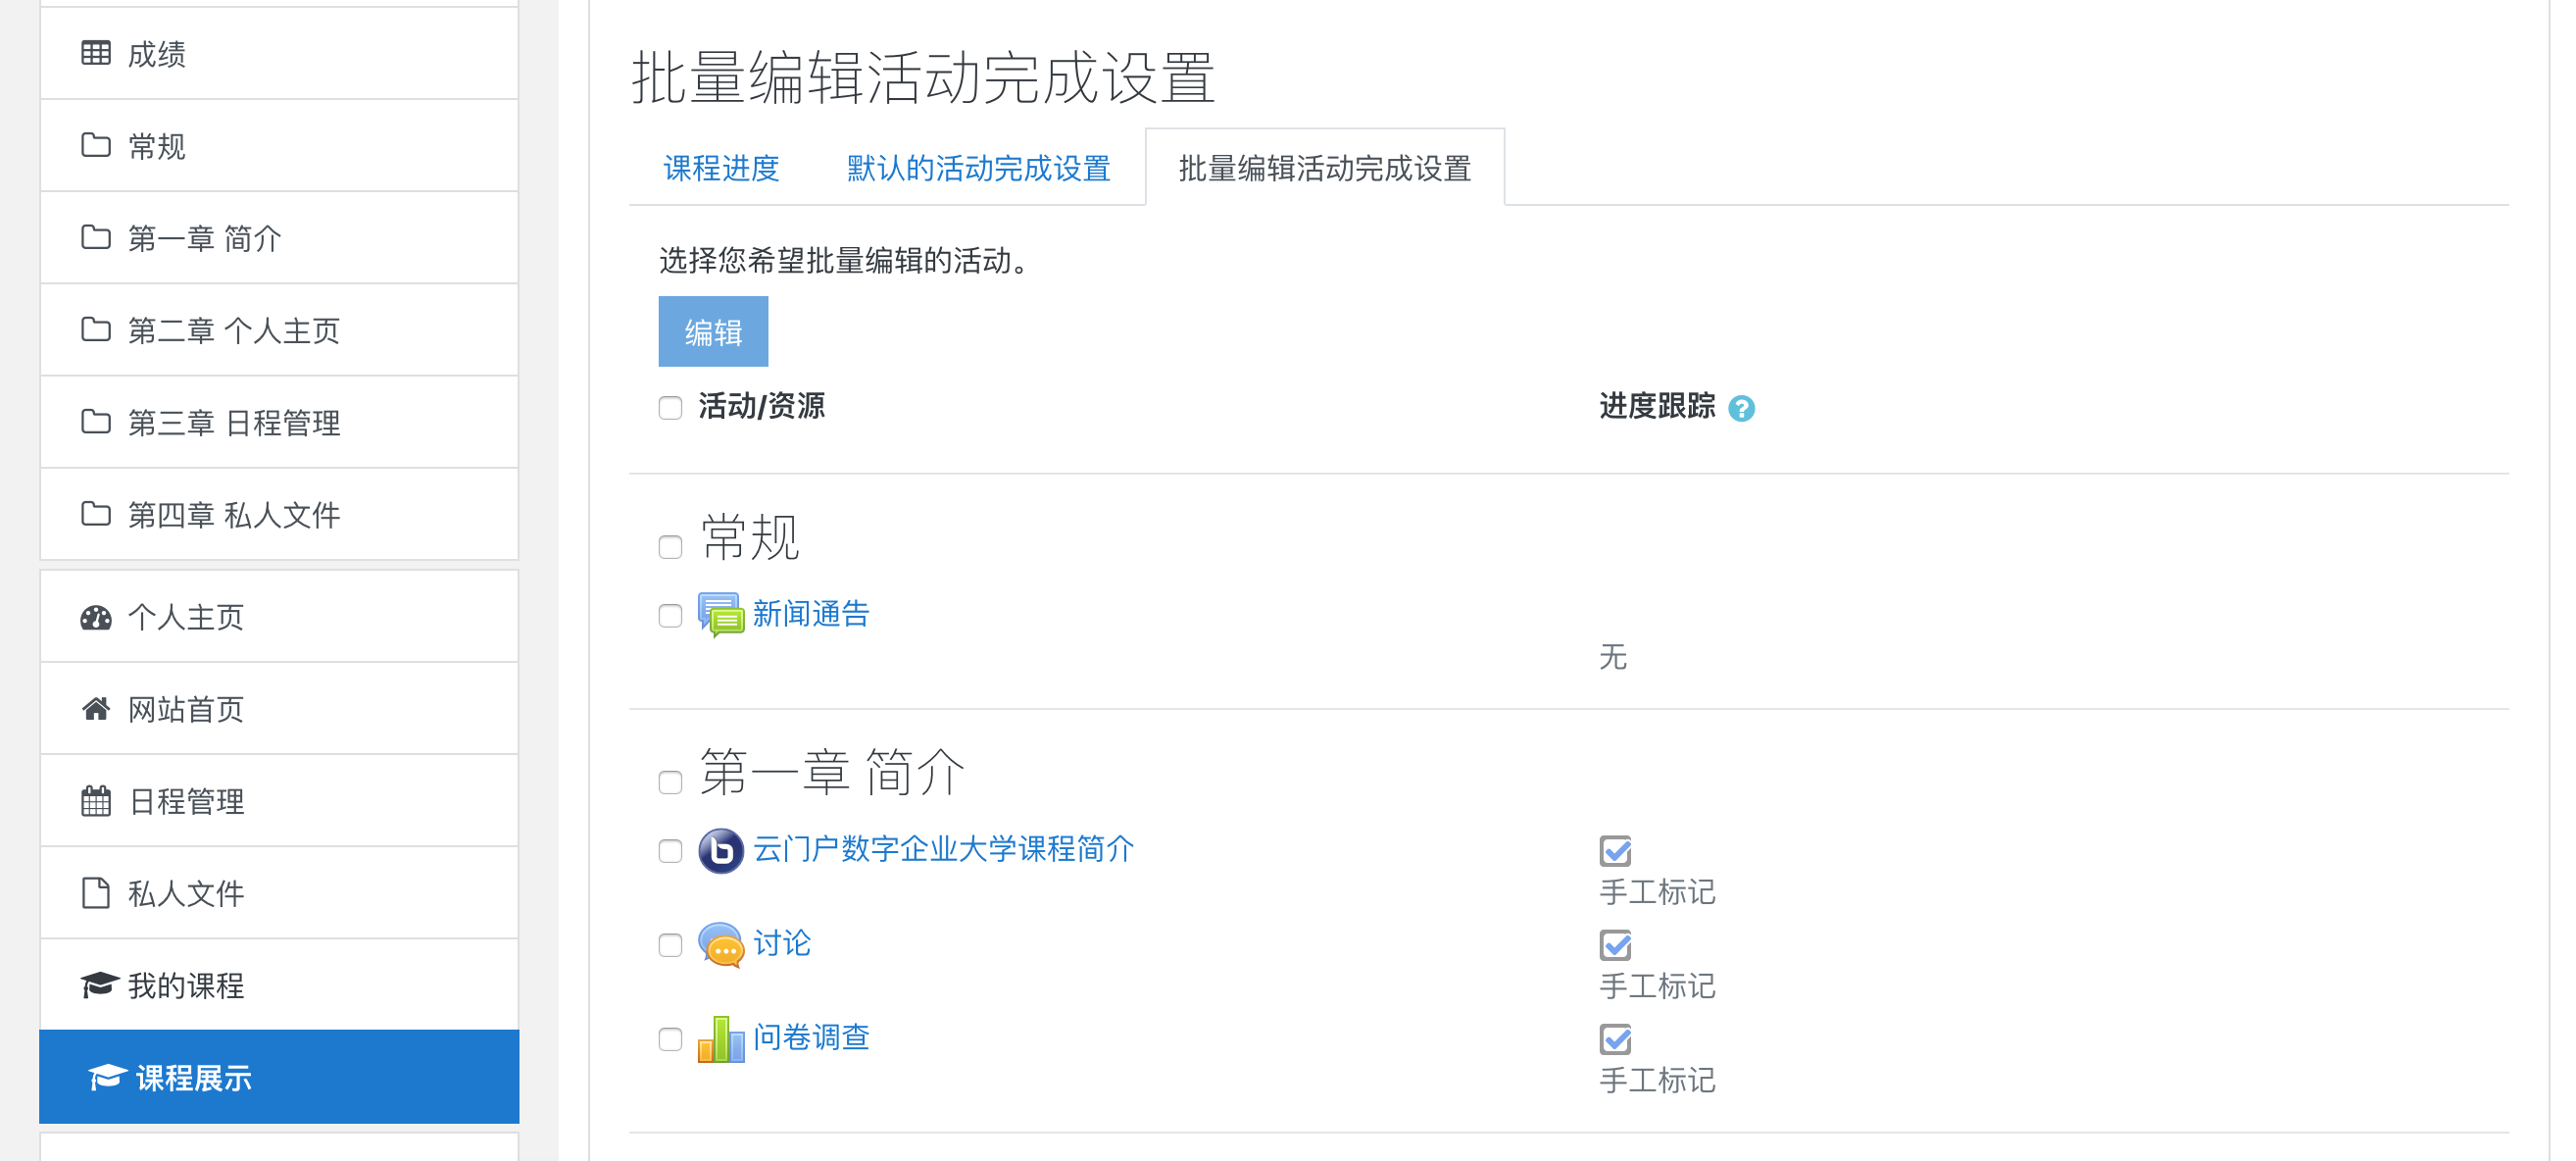 成绩
常规
第一章 简介
第二章 个人主页
第三章 日程管理
第四章 私人文件
个人主页
网站首页
日程管理
私人文件
我的课程
课程展示
批量编辑活动完成设置
课程进度 默认的活动完成设置 批量编辑活动完成设置
选择您希望批量编辑的活动。
编辑
活动/资源 进度跟踪
常规
新闻通告
无
第一章 简介
云门户数字企业大学课程简介
手工标记
讨论
手工标记
问卷调查
手工标记